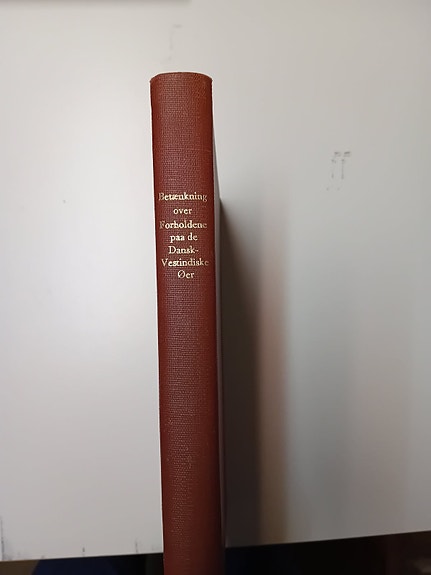 Betænkning
over
Forholdene
paa de
Dansk-
Vestindiske
Øer